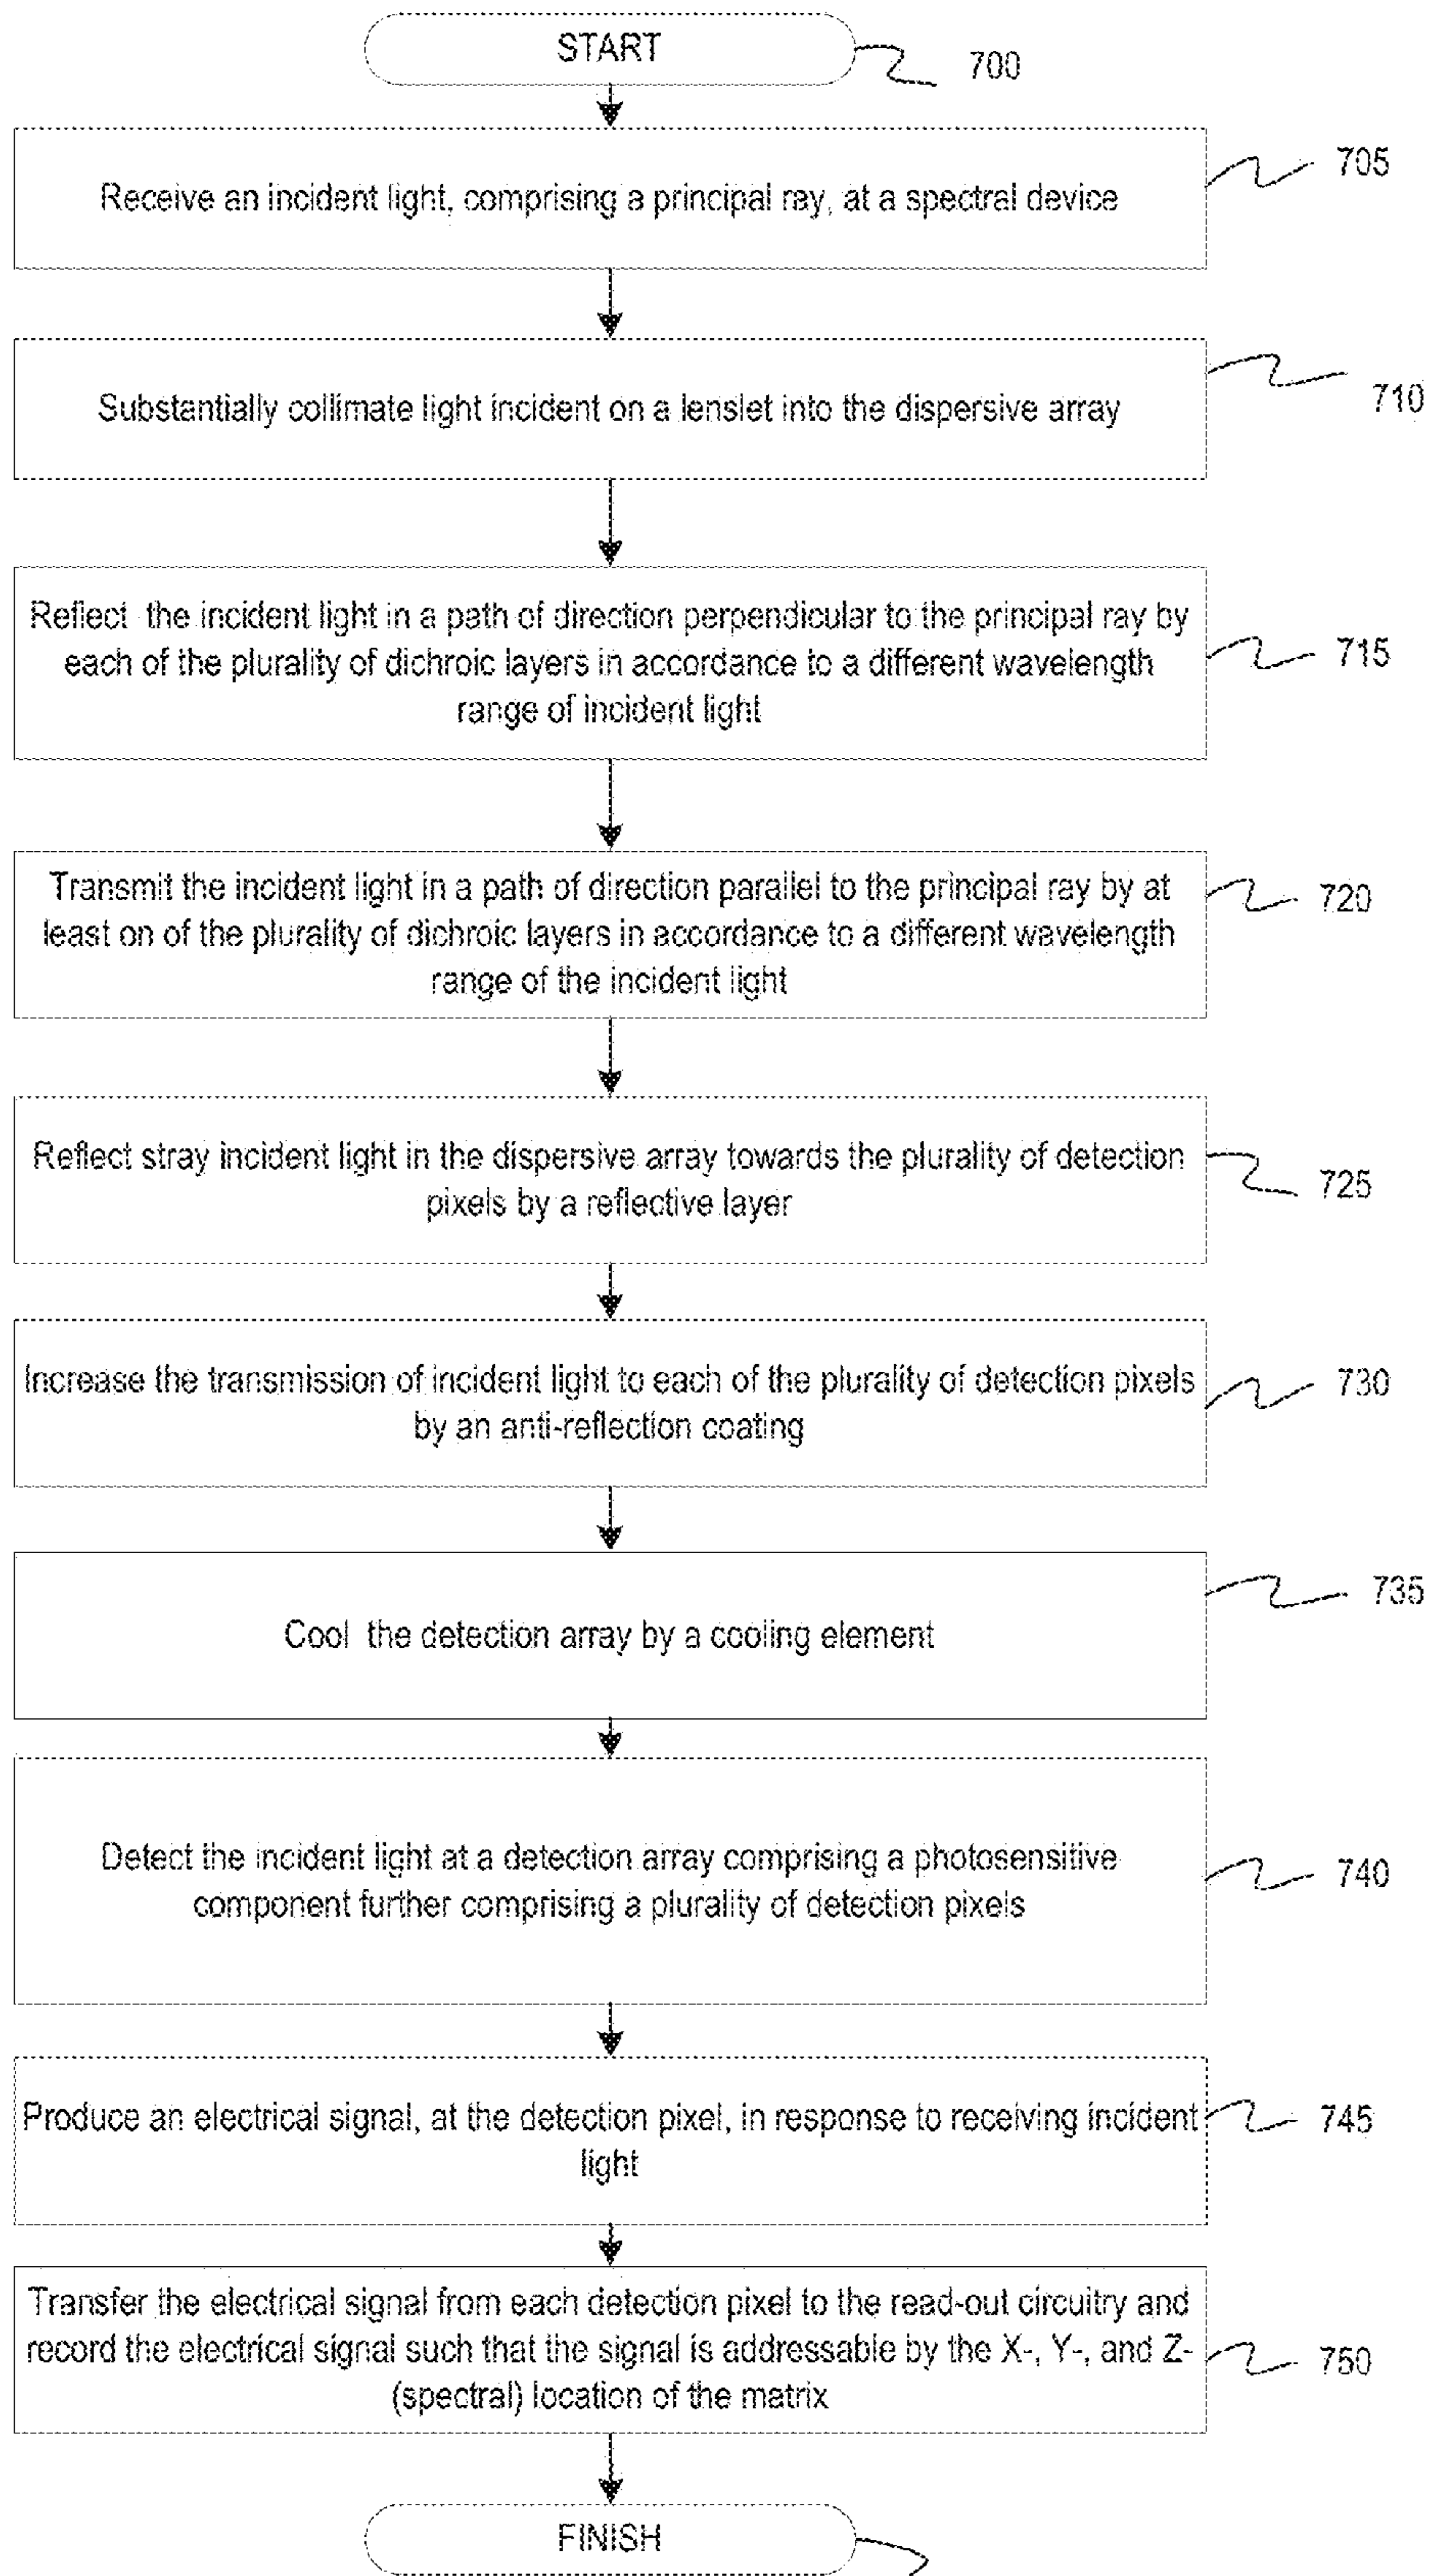 START
700
Receive an incident light, comprising a principal ray, at a spectral device
705
Substantially collimate light incident on a lenslet into the dispersive array
710
Reflect the incident light in a path of direction perpendicular to the principal ray by
each of the plurality of dichroic layers in accordance to a different wavelength
range of incident light
715
Transmit the incident light in a path of direction parallel to the principal ray by at
least on of the plurality of dichroic layers in accordance to a different wavelength
range of the incident light
720
Reflect stray incident light in the dispersive array towards the plurality of detection
pixels by a reflective layer
725
Increase the transmission of incident light to each of the plurality of detection pixels
by an anti-reflection coating
730
Cool the detection array by a cooling element
735
Detect the incident light at a detection array comprising a photosensitive
component further comprising a plurality of detection pixels
740
Produce an electrical signal, at the detection pixel, in response to receiving incident
light
745
Transfer the electrical signal from each detection pixel to the read-out circuitry and
record the electrical signal such that the signal is addressable by the X-, Y-, and Z-
(spectral) location of the matrix
750
FINISH